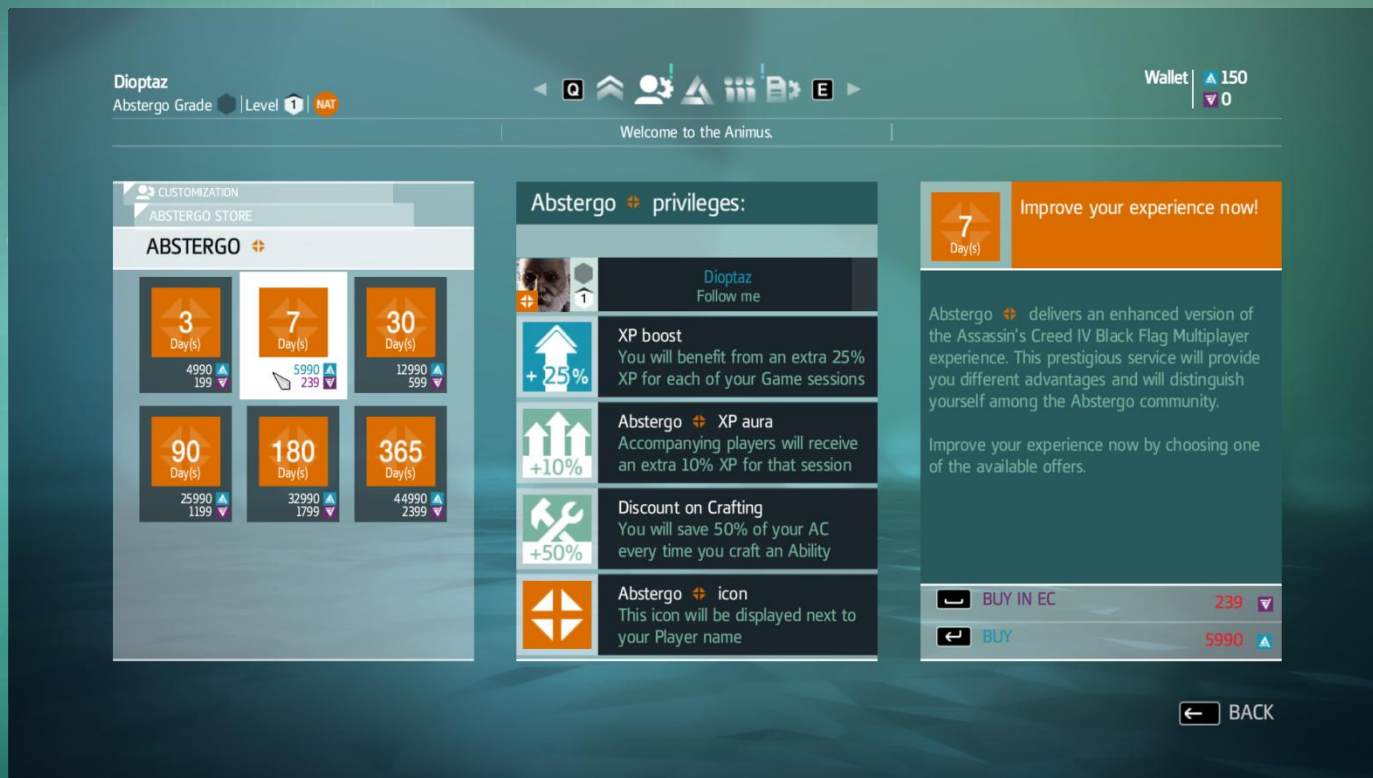 Dioptaz
Abstergo Grade | Level 1 | NAT
Q
E
Wallet | 150
0
Welcome to the Animus.
CUSTOMIZATION
ABSTERGO STORE
ABSTERGO
3
Day(s)
4990
199
7
Day(s)
5990
239
30
Day(s)
12990
599
90
Day(s)
25990
1199
180
Day(s)
32990
1799
365
Day(s)
44990
2399
Abstergo privileges:
1
Dioptaz
Follow me
+ 25%
XP boost
You will benefit from an extra 25%
XP for each of your Game sessions
+10%
Abstergo XP aura
Accompanying players will receive
an extra 10% XP for that session
+50%
Discount on Crafting
You will save 50% of your AC
every time you craft an Ability
Abstergo icon
This icon will be displayed next to
your Player name
7
Day(s)
Improve your experience now!
Abstergo delivers an enhanced version of
the Assassin's Creed IV Black Flag Multiplayer
experience. This prestigious service will provide
you different advantages and will distinguish
yourself among the Abstergo community.
Improve your experience now by choosing one
of the available offers.
BUY IN EC 239
BUY 5990
BACK